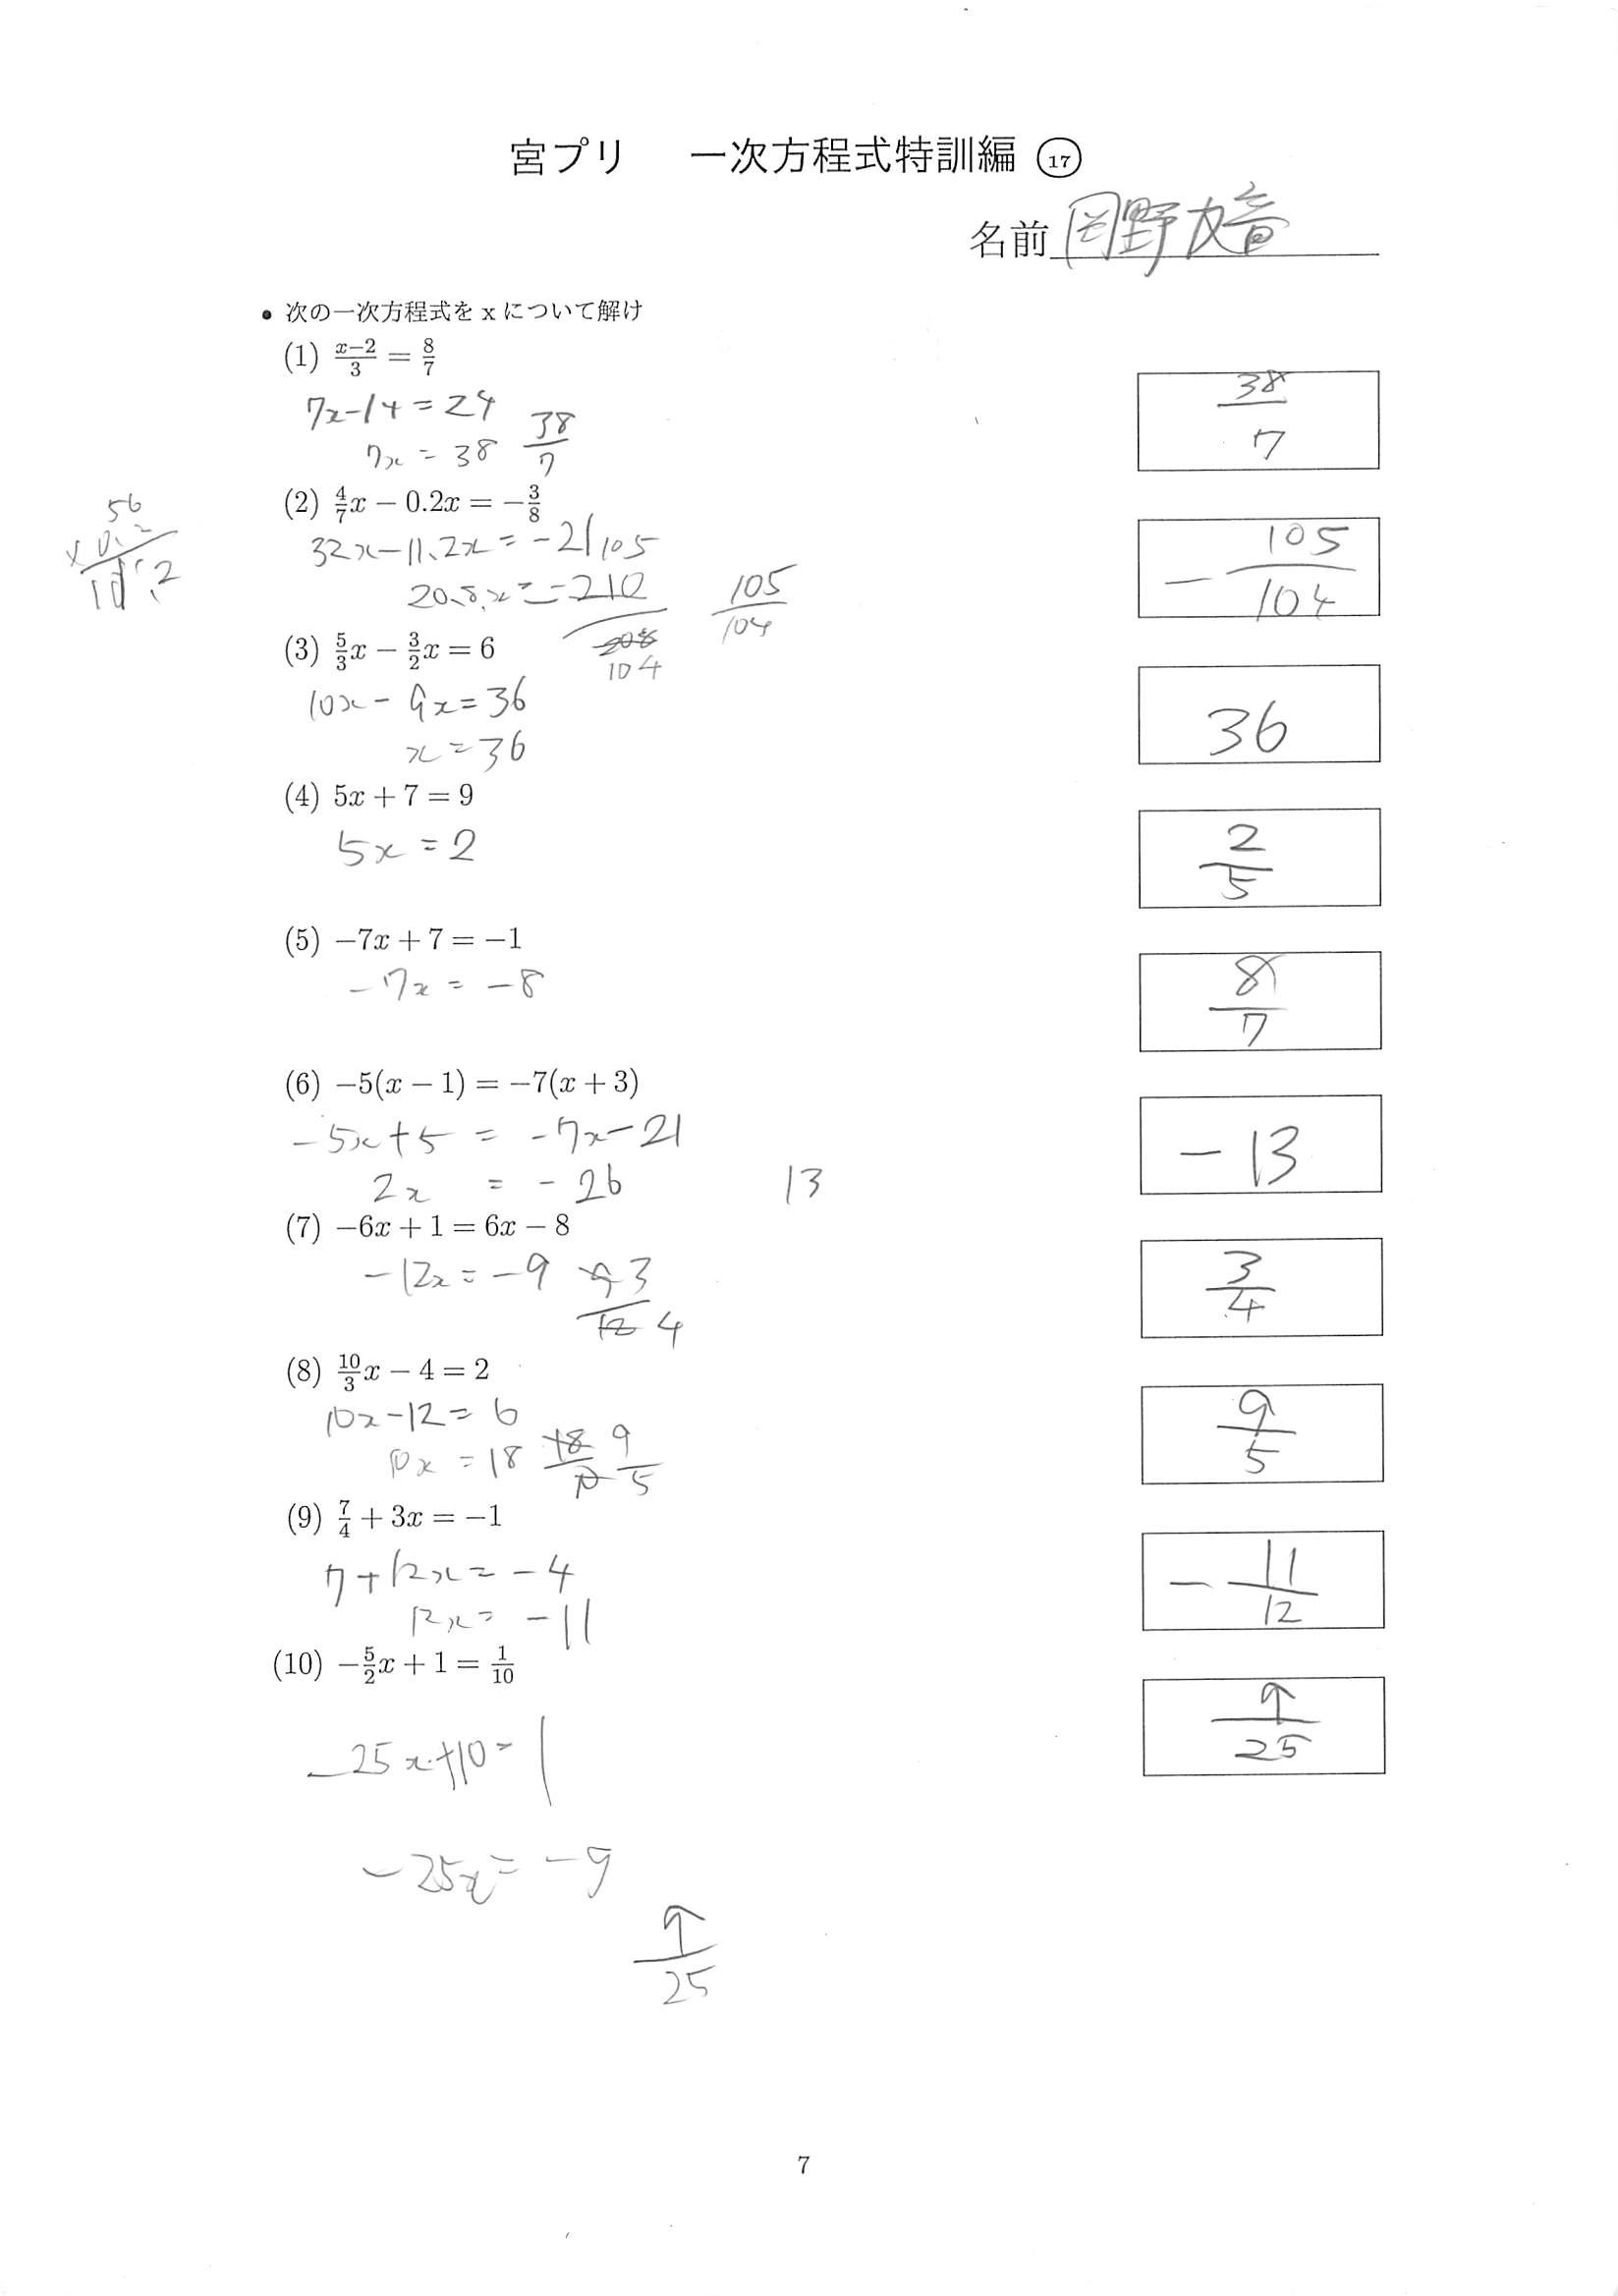 宮プリ 一次方程式特訓編 ⑰
名前 岡野友音
• 次の一次方程式を x について解け
(1) \frac{x-2}{3} = \frac{8}{7}
7x-14 = 24
7x = 38 \frac{38}{7}
\frac{38}{7}
(2) \frac{4}{7}x - 0.2x = -\frac{3}{8}
56
×0.2
11.2
32x-11.2x = -21 105
20.8x = -210
208
104
\frac{105}{104}
-\frac{105}{104}
(3) \frac{5}{3}x - \frac{3}{2}x = 6
10x - 9x = 36
x = 36
36
(4) 5x + 7 = 9
5x = 2
\frac{2}{5}
(5) -7x + 7 = -1
-7x = -8
\frac{8}{7}
(6) -5(x - 1) = -7(x + 3)
-5x+5 = -7x-21
2x = -26 13
-13
(7) -6x + 1 = 6x - 8
-12x = -9 9 3
12 4
\frac{3}{4}
(8) \frac{10}{3}x - 4 = 2
10x-12 = 6
10x = 18 \frac{18}{10} \frac{9}{5}
\frac{9}{5}
(9) \frac{7}{4} + 3x = -1
7+12x = -4
12x = -11
-\frac{11}{12}
(10) -\frac{5}{2}x + 1 = \frac{1}{10}
-25x+10 = 1
-25x = -9
\frac{9}{25}
\frac{9}{25}
7